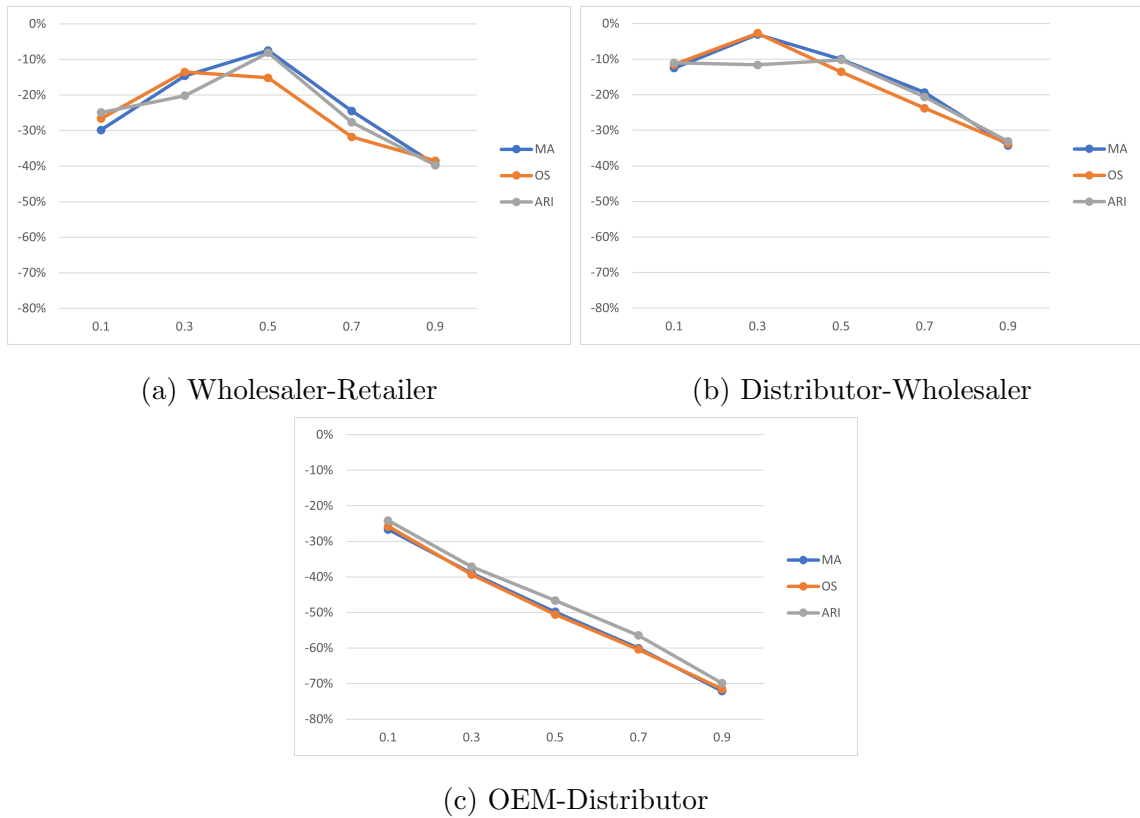 0%
-10%
-20%
-30%
-40%
-50%
-60%
-70%
-80%
0.1 0.3 0.5 0.7 0.9
MA
OS
ARI
(a) Wholesaler-Retailer
0%
-10%
-20%
-30%
-40%
-50%
-60%
-70%
-80%
0.1 0.3 0.5 0.7 0.9
MA
OS
ARI
(b) Distributor-Wholesaler
0%
-10%
-20%
-30%
-40%
-50%
-60%
-70%
-80%
0.1 0.3 0.5 0.7 0.9
MA
OS
ARI
(c) OEM-Distributor